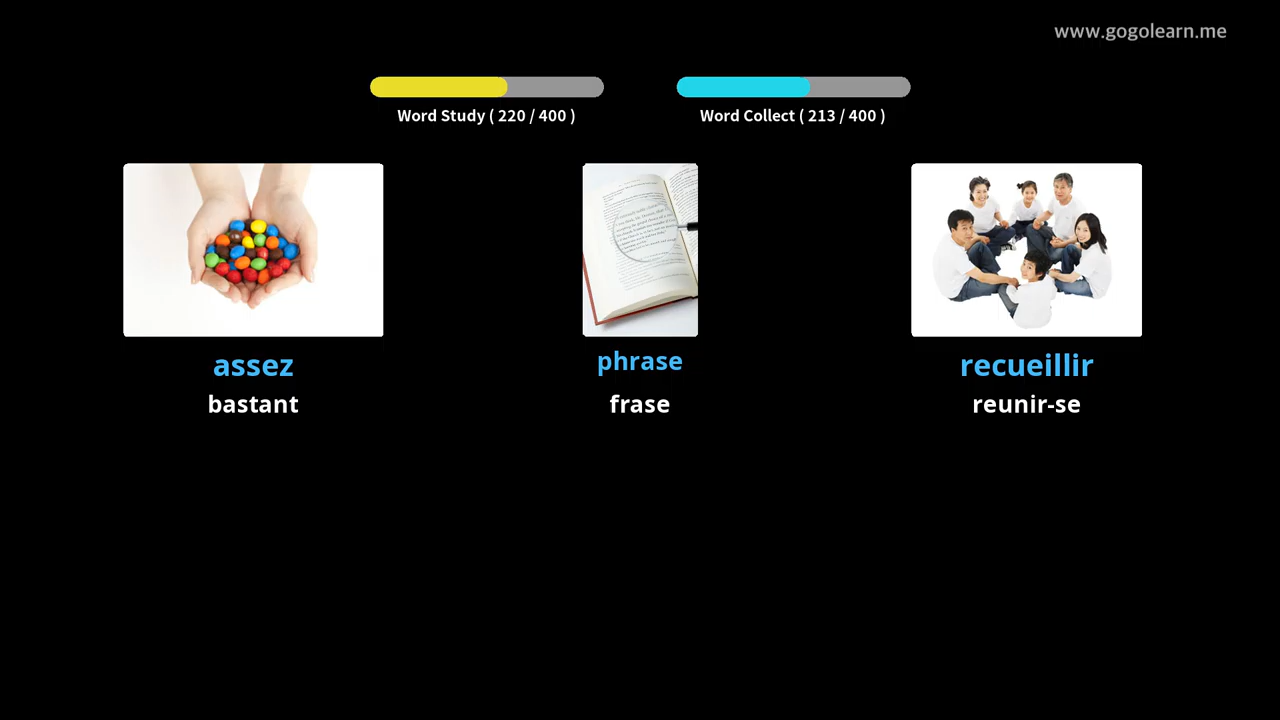 www.gogolearn.me
Word Study ( 220 / 400 )
Word Collect ( 213 / 400 )
assez
phrase
recueillir
bastant
frase
reunir-se